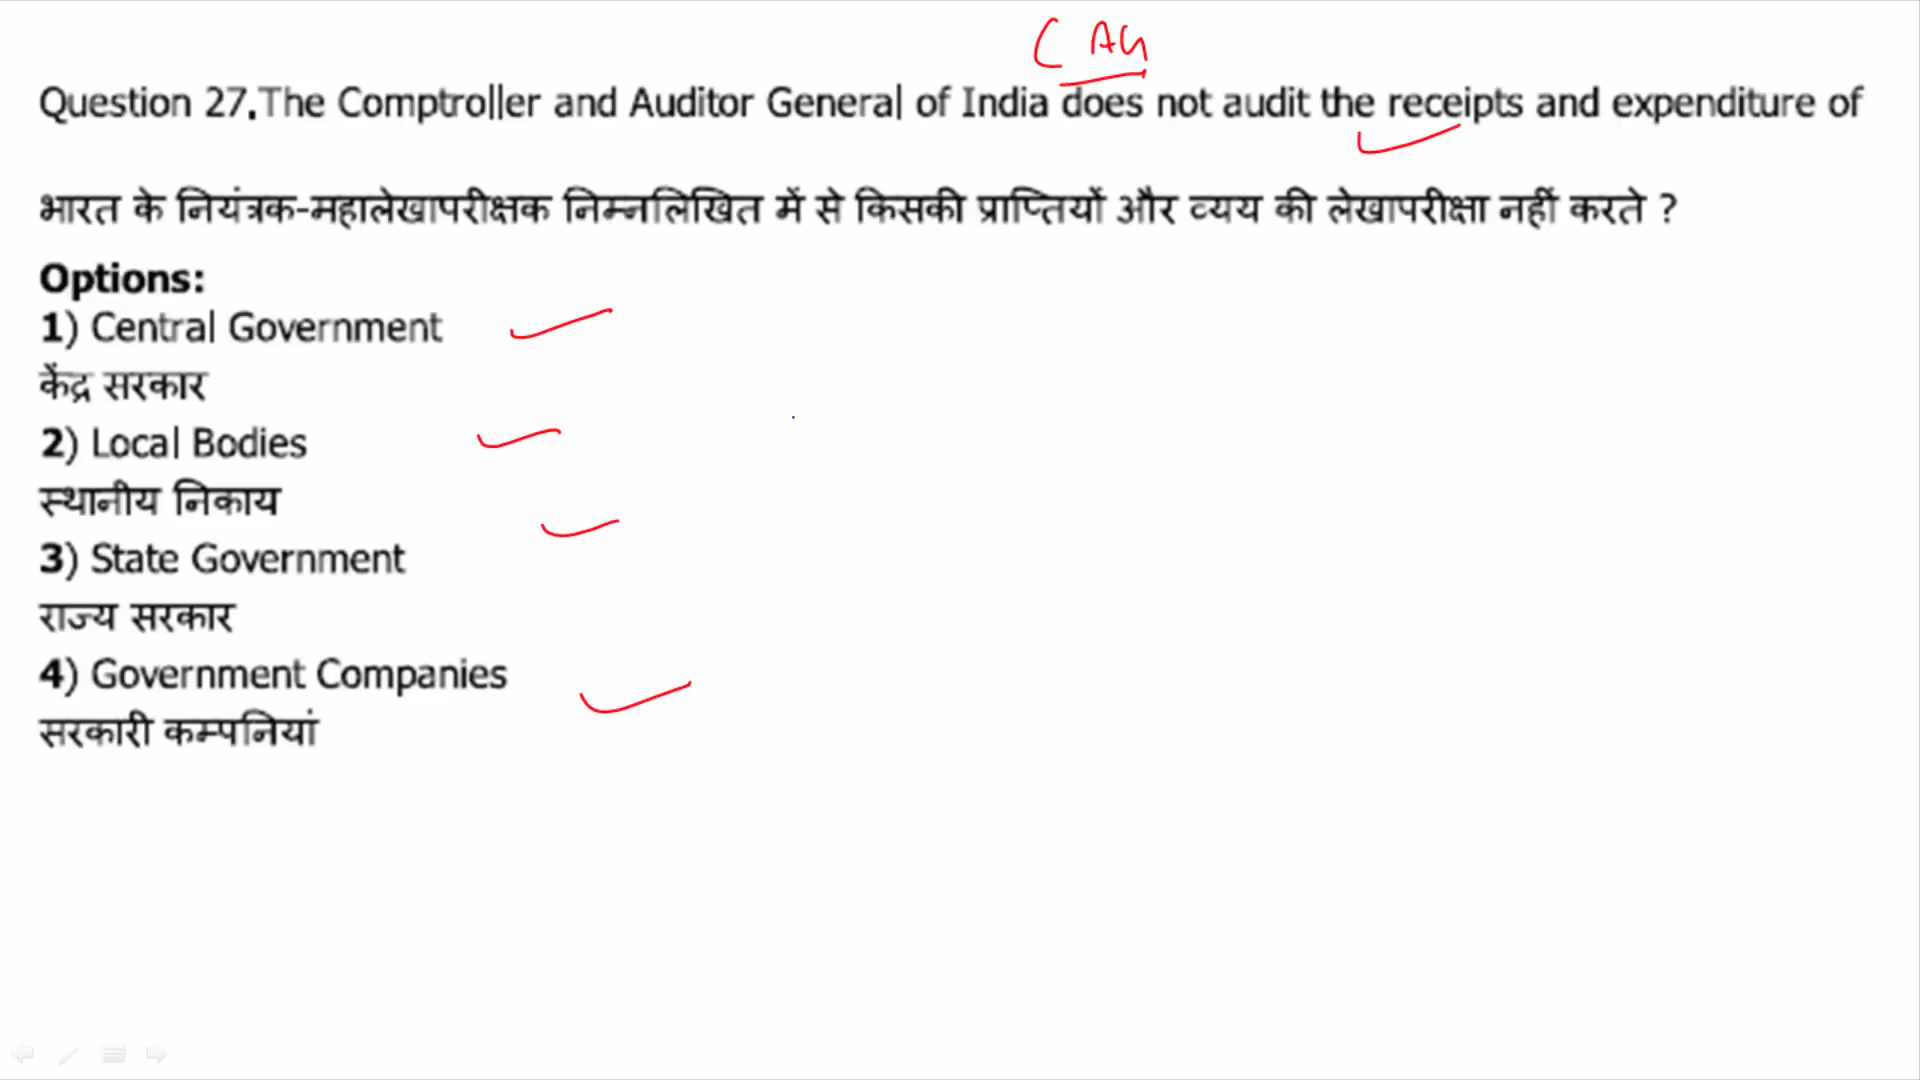 CAG
Question 27.The Comptroller and Auditor General of India does not audit the receipts and expenditure of
भारत के नियंत्रक-महालेखापरीक्षक निम्नलिखित में से किसकी प्राप्तियों और व्यय की लेखापरीक्षा नहीं करते ?
Options:
1) Central Government
केंद्र सरकार
2) Local Bodies
स्थानीय निकाय
3) State Government
राज्य सरकार
4) Government Companies
सरकारी कम्पनियां